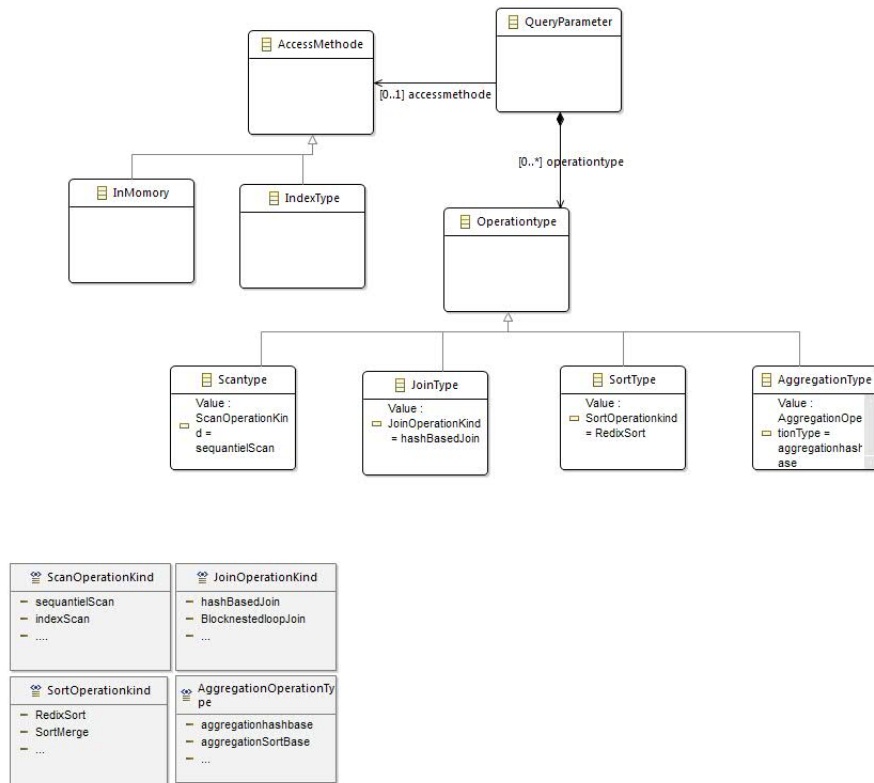 QueryParameter
AccessMethode
[0..1] accessmethode
[0..*] operationtype
InMomory
IndexType
Operationtype
Scantype
Value :
ScanOperationKin
d =
sequantielScan
JoinType
Value :
JoinOperationKind
= hashBasedJoin
SortType
Value :
SortOperationkind
= RedixSort
AggregationType
Value :
AggregationOpe
tionType =
aggregationhash
ase
ScanOperationKind
sequantielScan
indexScan
....
JoinOperationKind
hashBasedJoin
BlocknestedloopJoin
...
SortOperationkind
RedixSort
SortMerge
...
AggregationOperationTy
pe
aggregationhashbase
aggregationSortBase
...